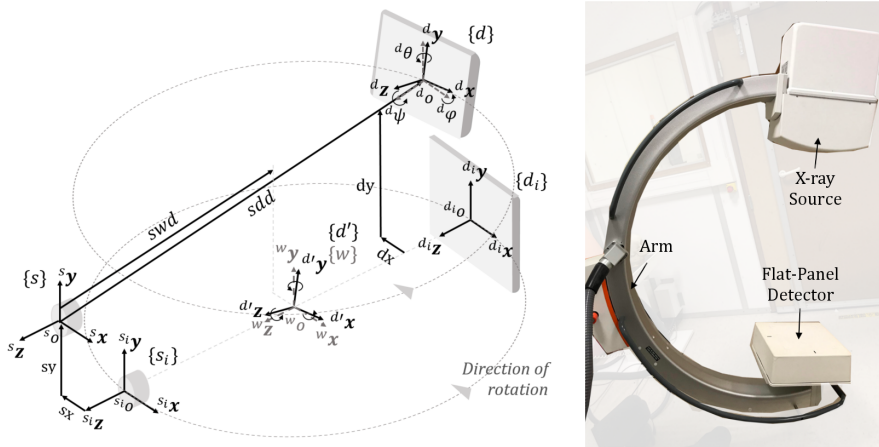 {d}
ᵈy
ᵈθ
ᵈz
ᵈo
ᵈx
ᵈψ
ᵈφ
dy
dx
{dᵢ}
ᵈⁱy
ᵈⁱo
ᵈⁱz
ᵈⁱx
swd
sdd
{d'}
{w}
ʷy
ᵈ'y
ᵈ'z
ʷz
ʷo
ᵈ'x
ʷx
{s}
ˢy
ˢo
ˢx
ˢz
sy
sx
{sᵢ}
ˢⁱy
ˢⁱo
ˢⁱz
ˢⁱx
Direction of
rotation
X-ray
Source
Arm
Flat-Panel
Detector